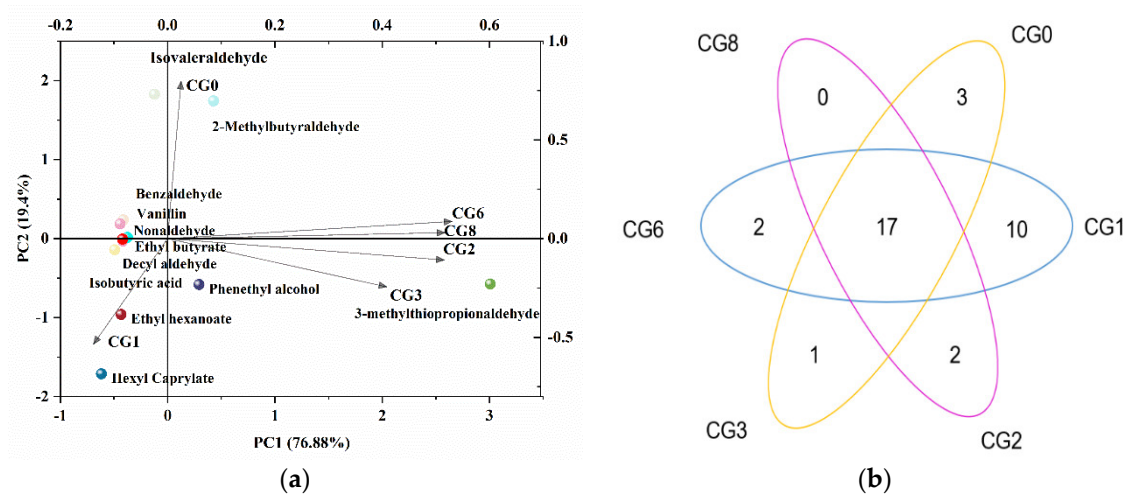 -0.2
0.0
0.2
0.4
0.6
1.0
Isovaleraldehyde
2
CG0
2-Methylbutyraldehyde
0.5
1
PC2 (19.4%)
Benzaldehyde
Vanillin
CG6
Nonaldehyde
CG8
0
0.0
Ethyl butyrate
CG2
Decyl aldehyde
Isobutyric acid
Phenethyl alcohol
CG3
3-methylthiopropionaldehyde
-1
Ethyl hexanoate
CG1
-0.5
Hexyl Caprylate
-2
-1
0
1
2
3
PC1 (76.88%)
(a)
CG8
CG0
0
3
CG6
2
17
10
CG1
1
2
CG3
CG2
(b)